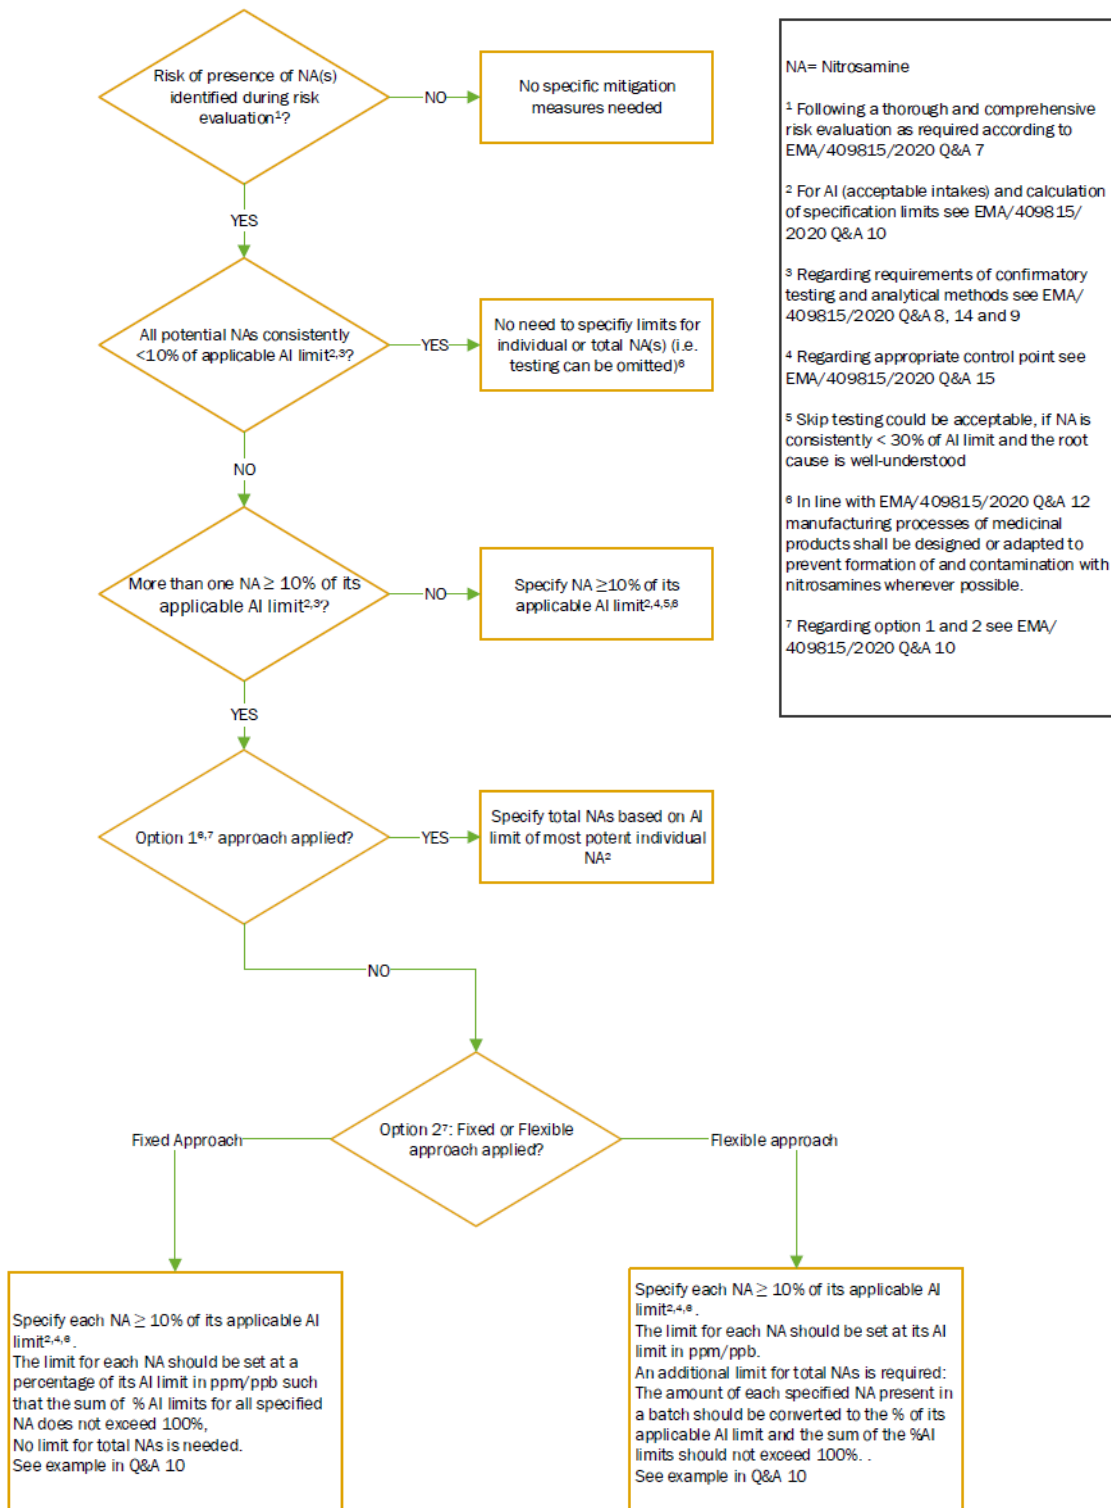 Risk of presence of NA(s)
identified during risk
evaluation¹?
NO
No specific mitigation
measures needed
YES
All potential NAs consistently
<10% of applicable AI limit²,³?
YES
No need to specifiy limits for
individual or total NA(s) (i.e.
testing can be omitted)⁶
NO
More than one NA ≥ 10% of its
applicable AI limit²,³?
NO
Specify NA ≥10% of its
applicable AI limit²,⁴,⁵,⁶
YES
Option 1⁶,⁷ approach applied?
YES
Specify total NAs based on AI
limit of most potent individual
NA²
NO
Option 2⁷: Fixed or Flexible
approach applied?
Fixed Approach
Flexible approach
Specify each NA ≥ 10% of its applicable AI
limit²,⁴,⁶.
The limit for each NA should be set at a
percentage of its AI limit in ppm/ppb such
that the sum of % AI limits for all specified
NA does not exceed 100%,
No limit for total NAs is needed.
See example in Q&A 10
Specify each NA ≥ 10% of its applicable AI
limit²,⁴,⁶.
The limit for each NA should be set at its AI
limit in ppm/ppb.
An additional limit for total NAs is required:
The amount of each specified NA present in
a batch should be converted to the % of its
applicable AI limit and the sum of the %AI
limits should not exceed 100%. .
See example in Q&A 10
NA= Nitrosamine
¹ Following a thorough and comprehensive
risk evaluation as required according to
EMA/409815/2020 Q&A 7
² For AI (acceptable intakes) and calculation
of specification limits see EMA/409815/
2020 Q&A 10
³ Regarding requirements of confirmatory
testing and analytical methods see EMA/
409815/2020 Q&A 8, 14 and 9
⁴ Regarding appropriate control point see
EMA/409815/2020 Q&A 15
⁵ Skip testing could be acceptable, if NA is
consistently < 30% of AI limit and the root
cause is well-understood
⁶ In line with EMA/409815/2020 Q&A 12
manufacturing processes of medicinal
products shall be designed or adapted to
prevent formation of and contamination with
nitrosamines whenever possible.
⁷ Regarding option 1 and 2 see EMA/
409815/2020 Q&A 10